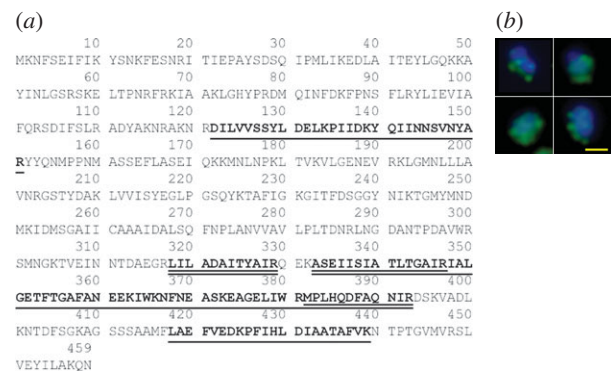 (a)
(b)
10 20 30 40 50
MKNFSEIFIK YSNKFESNRI TIEPAYSDSQ IPMLIKEDLA ITEYLGQKKA
60 70 80 90 100
YINLGSRSKE LTPNRFRKIA AKLGHYPRDM QINFDKFPNS FLRYLIEVIA
110 120 130 140 150
FQRSDIFSLR ADYAKNRAKN RDILVVSSYL DELKPIIDKY QIINNSVNYA
160 170 180 190 200
RYYQNMPPNM ASSEFLASEI QKKMNLNPKL TVKVLGENEV RKLGMNLLLA
210 220 230 240 250
VNRGSTYDAK LVVISYEGLP GSQYKTAFIG KGITFDSGGY NIKTGMYMND
260 270 280 290 300
MKIDMSGAII CAAAIDALSQ FNPLANVVAV LPLTDNRLNG DANTPDAVWR
310 320 330 340 350
SMNGKTVEIN NTDAEGRLIL ADAITYAIRQ EKASEIISIA TLTGAIRIAL
360 370 380 390 400
GETFTGAFAN EEKIWKNFNE ASKEAGELIW RMPLHQDFAQ NIRDSKVADL
410 420 430 440 450
KNTDFSGKAG SSSAAMFLAE FVEDKPFIHL DIAATAFVKN TPTGVMVRSL
459
VEYILAKQN